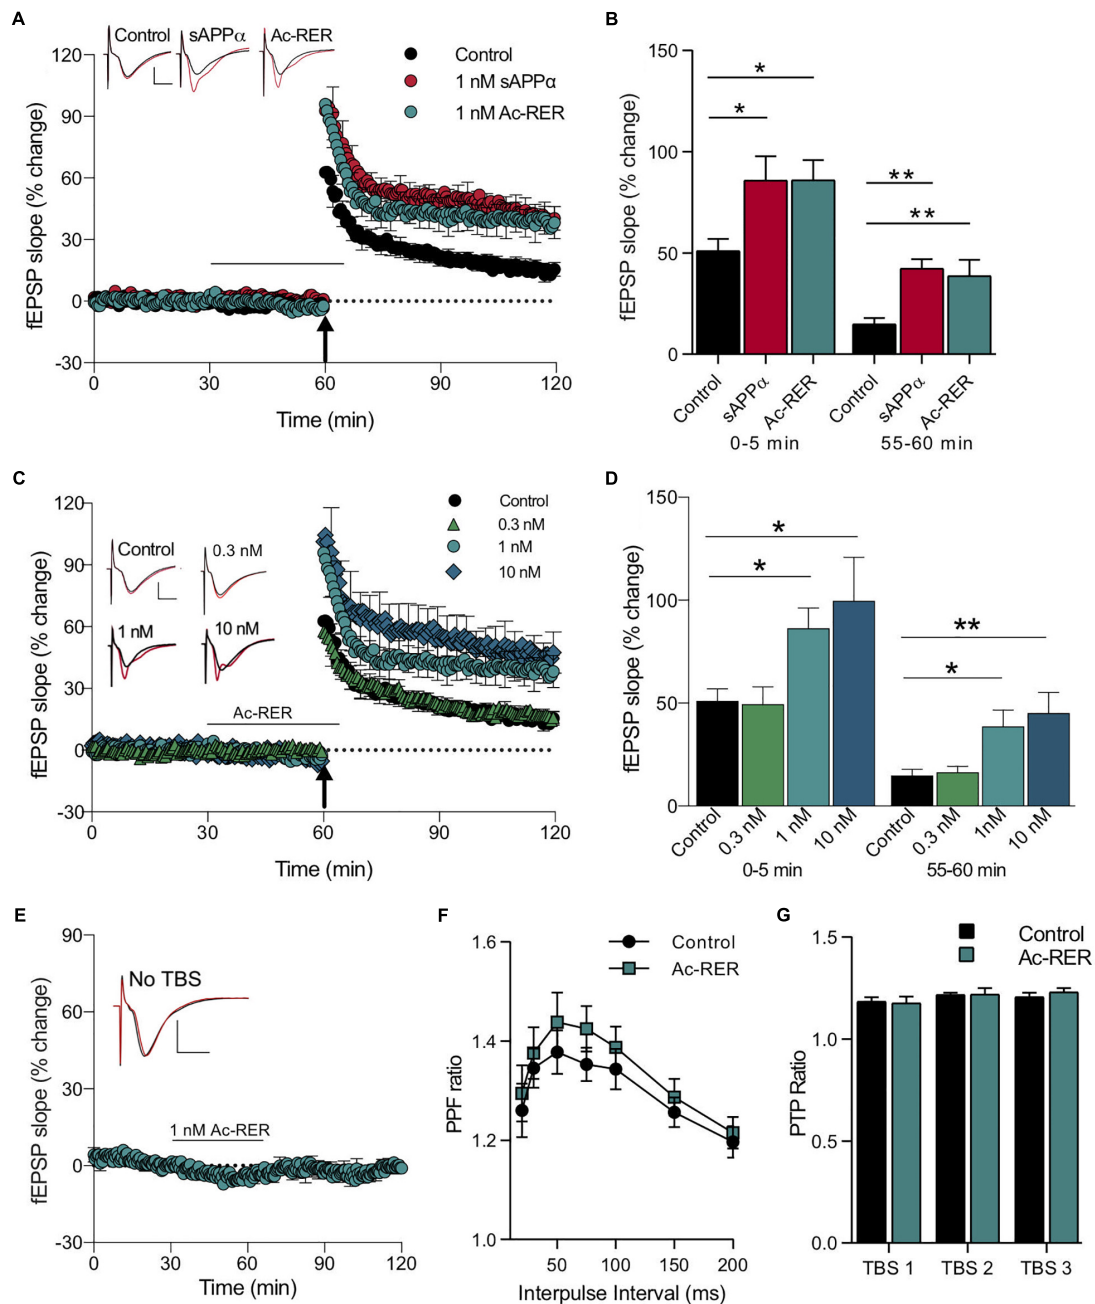 A
Control
sAPPα
Ac-RER
Control
1 nM sAPPα
1 nM Ac-RER
fEPSP slope (% change)
120
90
60
30
0
-30
0
30
60
90
120
Time (min)
B
fEPSP slope (% change)
150
100
50
0
*
*
**
**
Control
sAPPα
Ac-RER
Control
sAPPα
Ac-RER
0-5 min
55-60 min
C
Control
0.3 nM
1 nM
10 nM
Control
0.3 nM
1 nM
10 nM
Ac-RER
fEPSP slope (% change)
120
90
60
30
0
-30
0
30
60
90
120
Time (min)
D
fEPSP slope (% change)
150
100
50
0
*
*
**
*
Control
0.3 nM
1 nM
10 nM
Control
0.3 nM
1nM
10 nM
0-5 min
55-60 min
E
No TBS
1 nM Ac-RER
fEPSP slope (% change)
90
60
30
0
-30
0
30
60
90
120
Time (min)
F
Control
Ac-RER
PPF ratio
1.6
1.4
1.2
1.0
50
100
150
200
Interpulse Interval (ms)
G
Control
Ac-RER
PTP Ratio
1.5
1.0
0.5
0.0
TBS 1
TBS 2
TBS 3